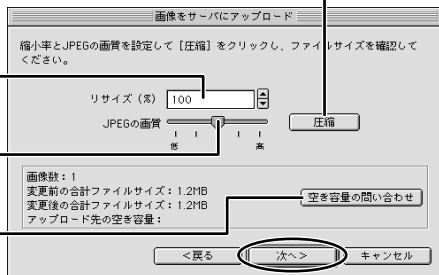 画像をサーバにアップロード
縮小率とJPEGの画質を設定して［圧縮］をクリックし、ファイルサイズを確認して
ください。
リサイズ（%） 100
JPEGの画質 圧縮
低 高
画像数：1
変更前の合計ファイルサイズ：1.2MB
変更後の合計ファイルサイズ：1.2MB
アップロード先の空き容量：
空き容量の問い合わせ
<戻る 次へ> キャンセル